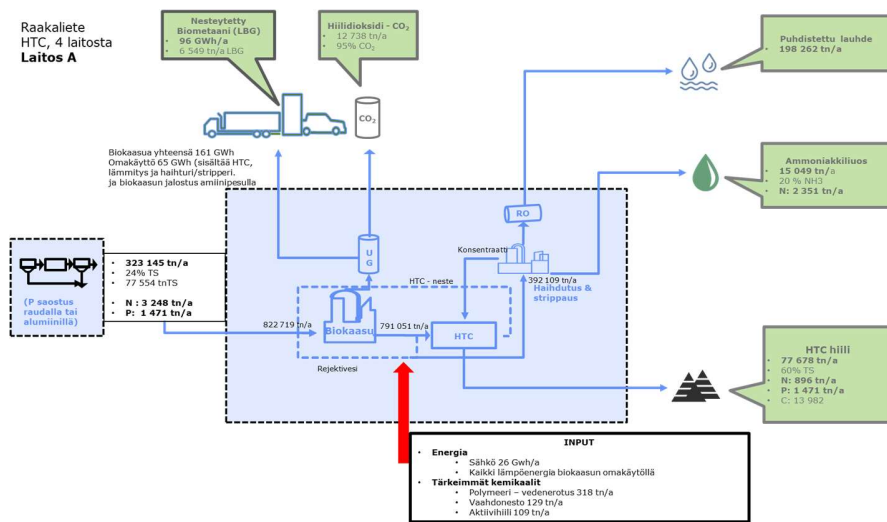 Raakaliete
HTC, 4 laitosta
Laitos A
Nesteytetty
Biometaani (LBG)
• 96 GWh/a
• 6 549 tn/a LBG
Hiilidioksidi - CO₂
• 12 738 tn/a
• 95% CO₂
CO₂
Puhdistettu lauhde
198 262 tn/a
Biokaasua yhteensä 161 GWh
Omakäyttö 65 GWh (sisältää HTC,
lämmitys ja haihturi/stripperi.
ja biokaasun jalostus amiinipesulla
Ammoniakkiliuos
• 15 049 tn/a
• 20 % NH3
• N: 2 351 tn/a
(P saostus
raudalla tai
alumiinillä)
• 323 145 tn/a
• 24% TS
• 77 554 tnTS
• N : 3 248 tn/a
• P: 1 471 tn/a
U
G
RO
Konsentraatti
392 109 tn/a
Haihdutus &
strippaus
HTC - neste
822 719 tn/a
Biokaasu
791 051 tn/a
HTC
Rejektivesi
HTC hiili
• 77 678 tn/a
• 60% TS
• N: 896 tn/a
• P: 1 471 tn/a
• C: 13 982
INPUT
• Energia
• Sähkö 26 Gwh/a
• Kaikki lämpöenergia biokaasun omakäytöllä
• Tärkeimmät kemikaalit
• Polymeeri – vedenerotus 318 tn/a
• Vaahdonesto 129 tn/a
• Aktiivihiili 109 tn/a